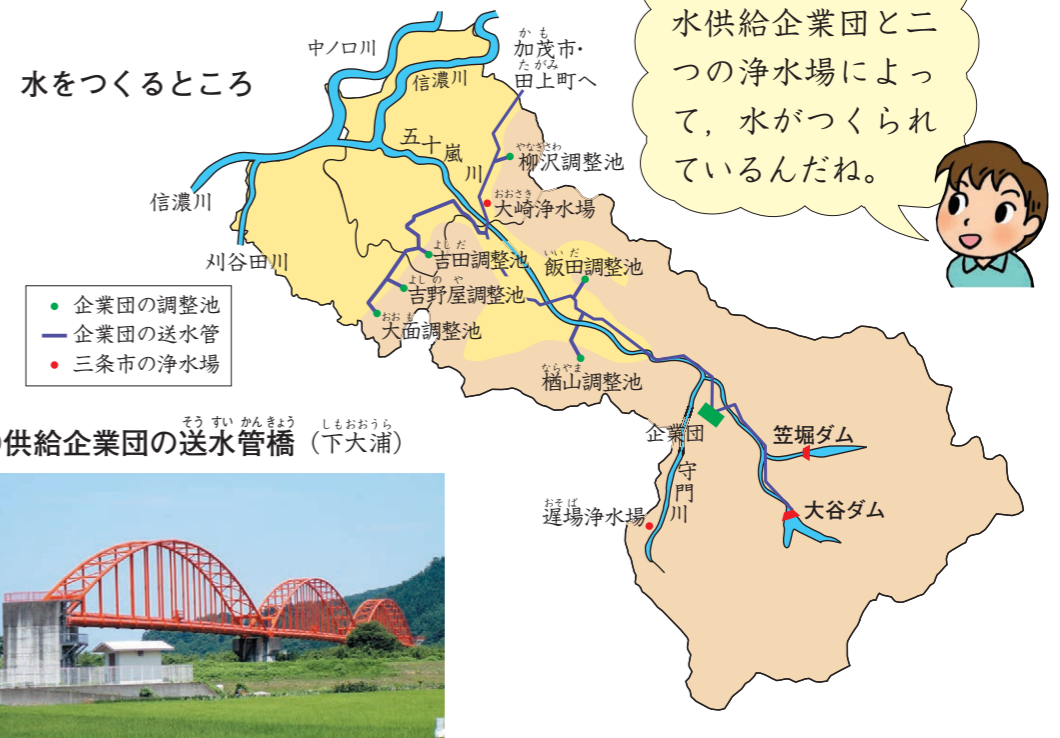 水をつくるところ
水供給企業団と二
つの浄水場によっ
て，水がつくられ
ているんだね。
中ノ口川
信濃川
かも
加茂市・
たがみ
田上町へ
五十嵐川
やなぎさわ
柳沢調整池
おおさき
大崎浄水場
信濃川
刈谷田川
よしだ
吉田調整池
いいだ
飯田調整池
よしのや
吉野屋調整池
おおも
大面調整池
ならやま
楢山調整池
企業団の調整池
企業団の送水管
三条市の浄水場
企業団
笠堀ダム
大谷ダム
守門川
おそば
遅場浄水場
そうすいかんきょう しもおおうら
供給企業団の送水管橋（下大浦）